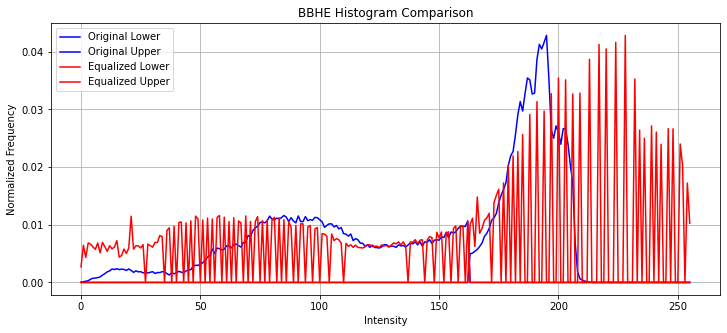 BBHE Histogram Comparison
Original Lower
Original Upper
Equalized Lower
Equalized Upper
Normalized Frequency
0.04
0.03
0.02
0.01
0.00
0 50 100 150 200 250
Intensity